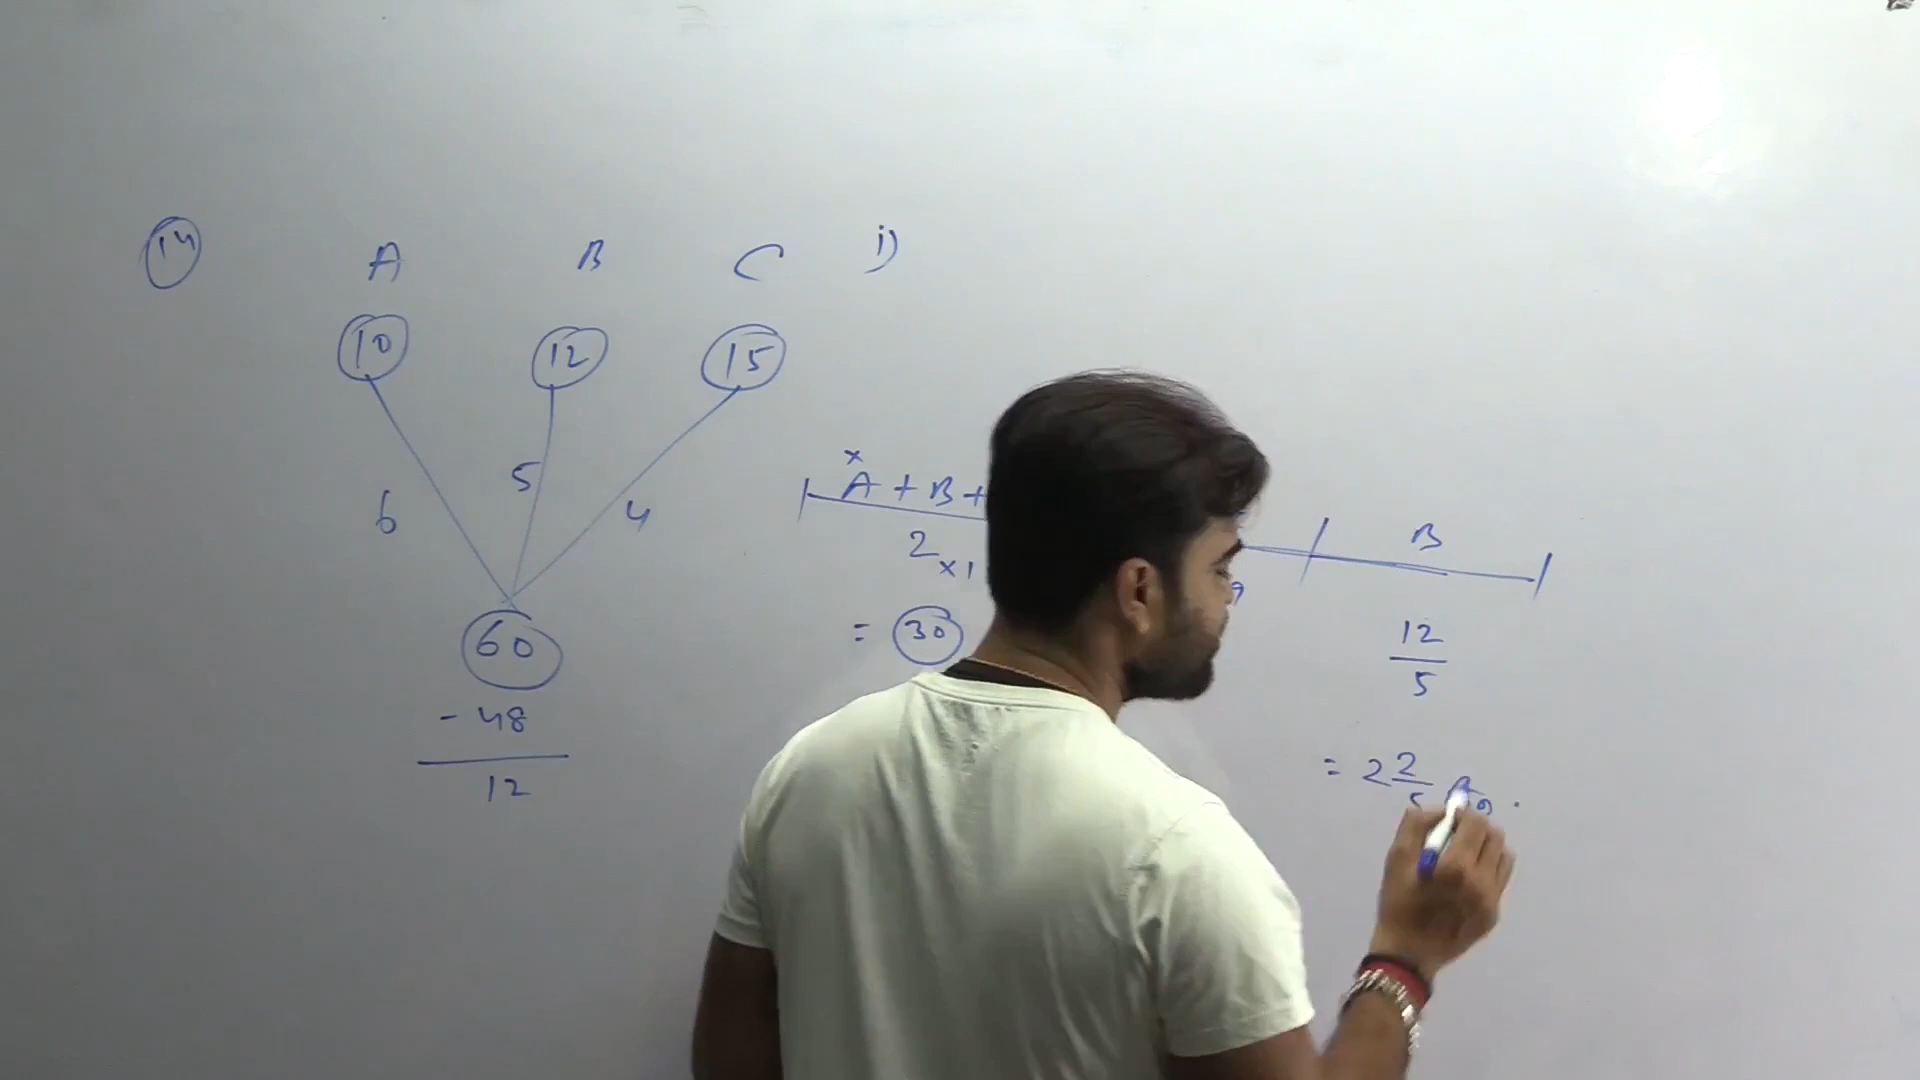 14 A B C i)
10 12 15
x
A + B +
B
6 5 4
2 x 1
= 30
60
12
5
- 48
12
= 2 2/5